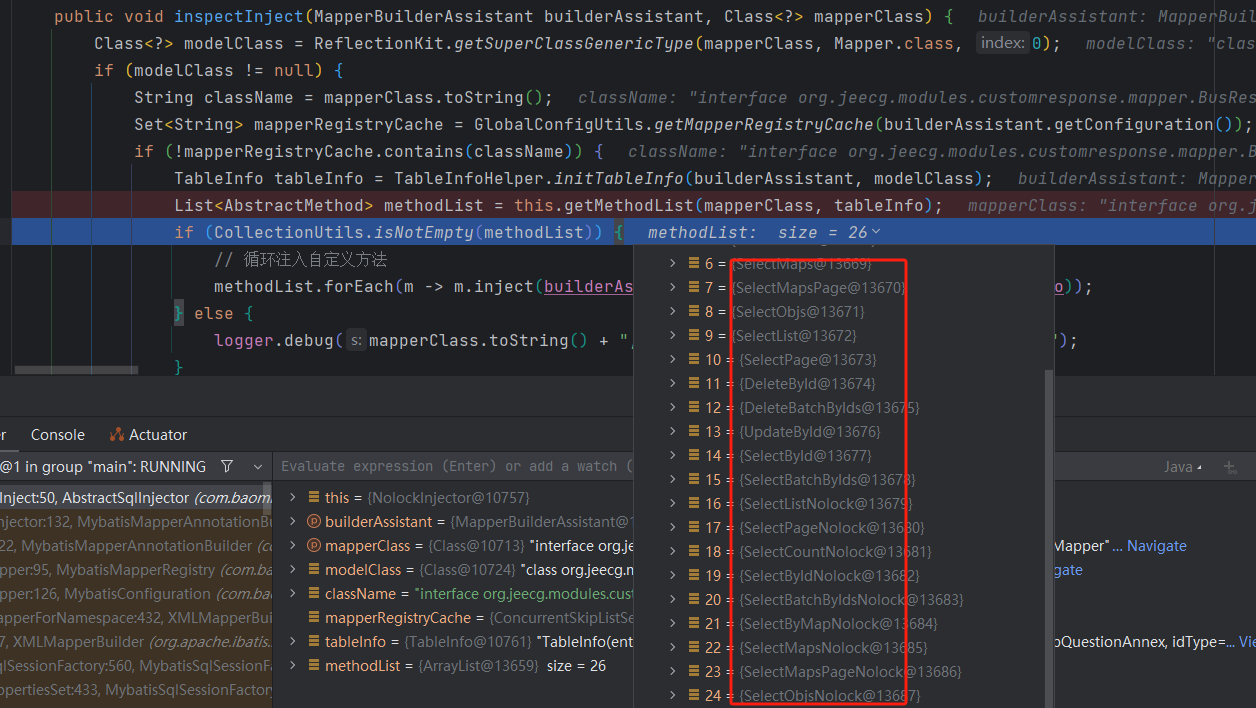 public void inspectInject(MapperBuilderAssistant builderAssistant, Class<?> mapperClass) { builderAssistant: MapperBuil
Class<?> modelClass = ReflectionKit.getSuperClassGenericType(mapperClass, Mapper.class, index: 0); modelClass: "clas
if (modelClass != null) {
String className = mapperClass.toString(); className: "interface org.jeecg.modules.customresponse.mapper.BusRes
Set<String> mapperRegistryCache = GlobalConfigUtils.getMapperRegistryCache(builderAssistant.getConfiguration());
if (!mapperRegistryCache.contains(className)) { className: "interface org.jeecg.modules.customresponse.mapper.B
TableInfo tableInfo = TableInfoHelper.initTableInfo(builderAssistant, modelClass); builderAssistant: Mapper
List<AbstractMethod> methodList = this.getMethodList(mapperClass, tableInfo); mapperClass: "interface org.j
if (CollectionUtils.isNotEmpty(methodList)) { methodList: size = 26
// 循环注入自定义方法
methodList.forEach(m -> m.inject(builderAs o));
} else {
logger.debug( s: mapperClass.toString() + ", ");
}
6 = {SelectMaps@13669}
7 = {SelectMapsPage@13670}
8 = {SelectObjs@13671}
9 = {SelectList@13672}
10 = {SelectPage@13673}
11 = {DeleteById@13674}
12 = {DeleteBatchByIds@13675}
13 = {UpdateById@13676}
14 = {SelectById@13677}
15 = {SelectBatchByIds@13678}
16 = {SelectListNolock@13679}
17 = {SelectPageNolock@13680}
18 = {SelectCountNolock@13681}
19 = {SelectByIdNolock@13682}
20 = {SelectBatchByIdsNolock@13683}
21 = {SelectByMapNolock@13684}
22 = {SelectMapsNolock@13685}
23 = {SelectMapsPageNolock@13686}
24 = {SelectObjsNolock@13687}
r Console Actuator
@1 in group "main": RUNNING
Inject:50, AbstractSqlInjector (com.baom
njector:132, MybatisMapperAnnotationBu
22, MybatisMapperAnnotationBuilder (co
pper:95, MybatisMapperRegistry (com.ba
pper:126, MybatisConfiguration (com.bao
apperForNamespace:432, XMLMapperBui
7, XMLMapperBuilder (org.apache.ibatis.
qlSessionFactory:560, MybatisSqlSessionF
opertiesSet:433, MybatisSqlSessionFactory
Evaluate expression (Enter) or add a watch (
Java
this = {NolockInjector@10757}
builderAssistant = {MapperBuilderAssistant@1
mapperClass = {Class@10713} "interface org.je Mapper" ... Navigate
modelClass = {Class@10724} "class org.jeecg.m gate
className = "interface org.jeecg.modules.cust
mapperRegistryCache = {ConcurrentSkipListSe
tableInfo = {TableInfo@10761} "TableInfo(ent oQuestionAnnex, idType=... Vie
methodList = {ArrayList@13659} size = 26